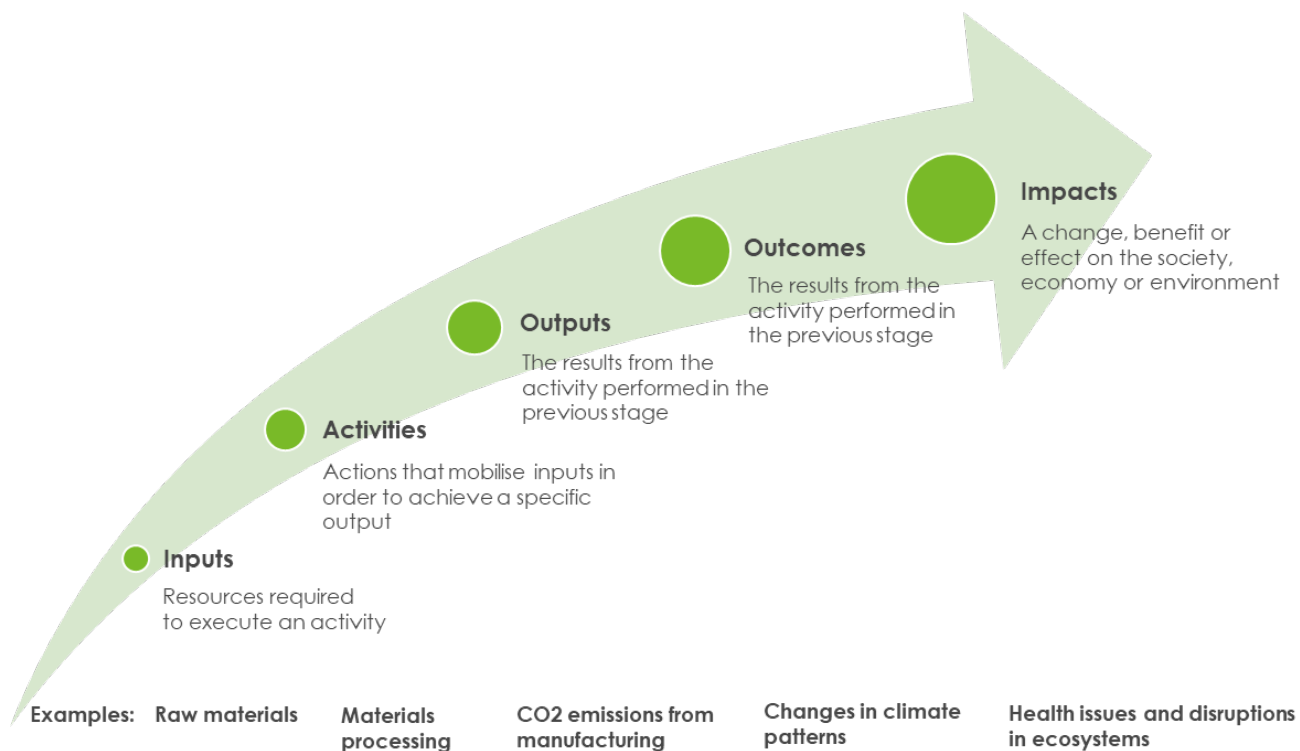 Impacts
A change, benefit or
effect on the society,
economy or environment
Outcomes
The results from the
activity performed in
the previous stage
Outputs
The results from the
activity performed in the
previous stage
Activities
Actions that mobilise inputs in
order to achieve a specific
output
Inputs
Resources required
to execute an activity
Examples:
Raw materials
Materials
processing
CO2 emissions from
manufacturing
Changes in climate
patterns
Health issues and disruptions
in ecosystems